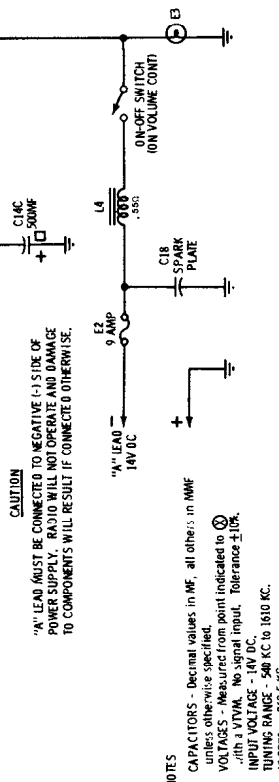 E3
ON-OFF SWITCH
(ON VOLUME CONT)
C14C
500MF
+
L4
.55Ω
C18
SPARK
PLATE
E2
9 AMP
CAUTION
"A" LEAD MUST BE CONNECTED TO NEGATIVE (-) SIDE OF
POWER SUPPLY. RADIO WILL NOT OPERATE AND DAMAGE
TO COMPONENTS WILL RESULT IF CONNECTED OTHERWISE.
"A" LEAD -
14V DC
+
NOTES
CAPACITORS - Decimal values in MF, all others in MMF
unless otherwise specified.
VOLTAGES - Measured from point indicated to X
with a VTVM. No signal input. Tolerance ±10%.
INPUT VOLTAGE - 14V DC.
TUNING RANGE - 540 KC to 1610 KC.